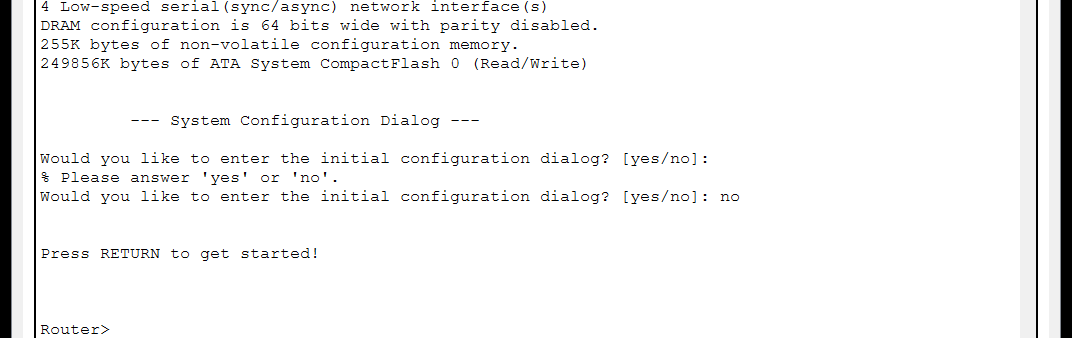 4 Low-speed serial(sync/async) network interface(s)
DRAM configuration is 64 bits wide with parity disabled.
255K bytes of non-volatile configuration memory.
249856K bytes of ATA System CompactFlash 0 (Read/Write)
--- System Configuration Dialog ---
Would you like to enter the initial configuration dialog? [yes/no]:
% Please answer 'yes' or 'no'.
Would you like to enter the initial configuration dialog? [yes/no]: no
Press RETURN to get started!
Router>